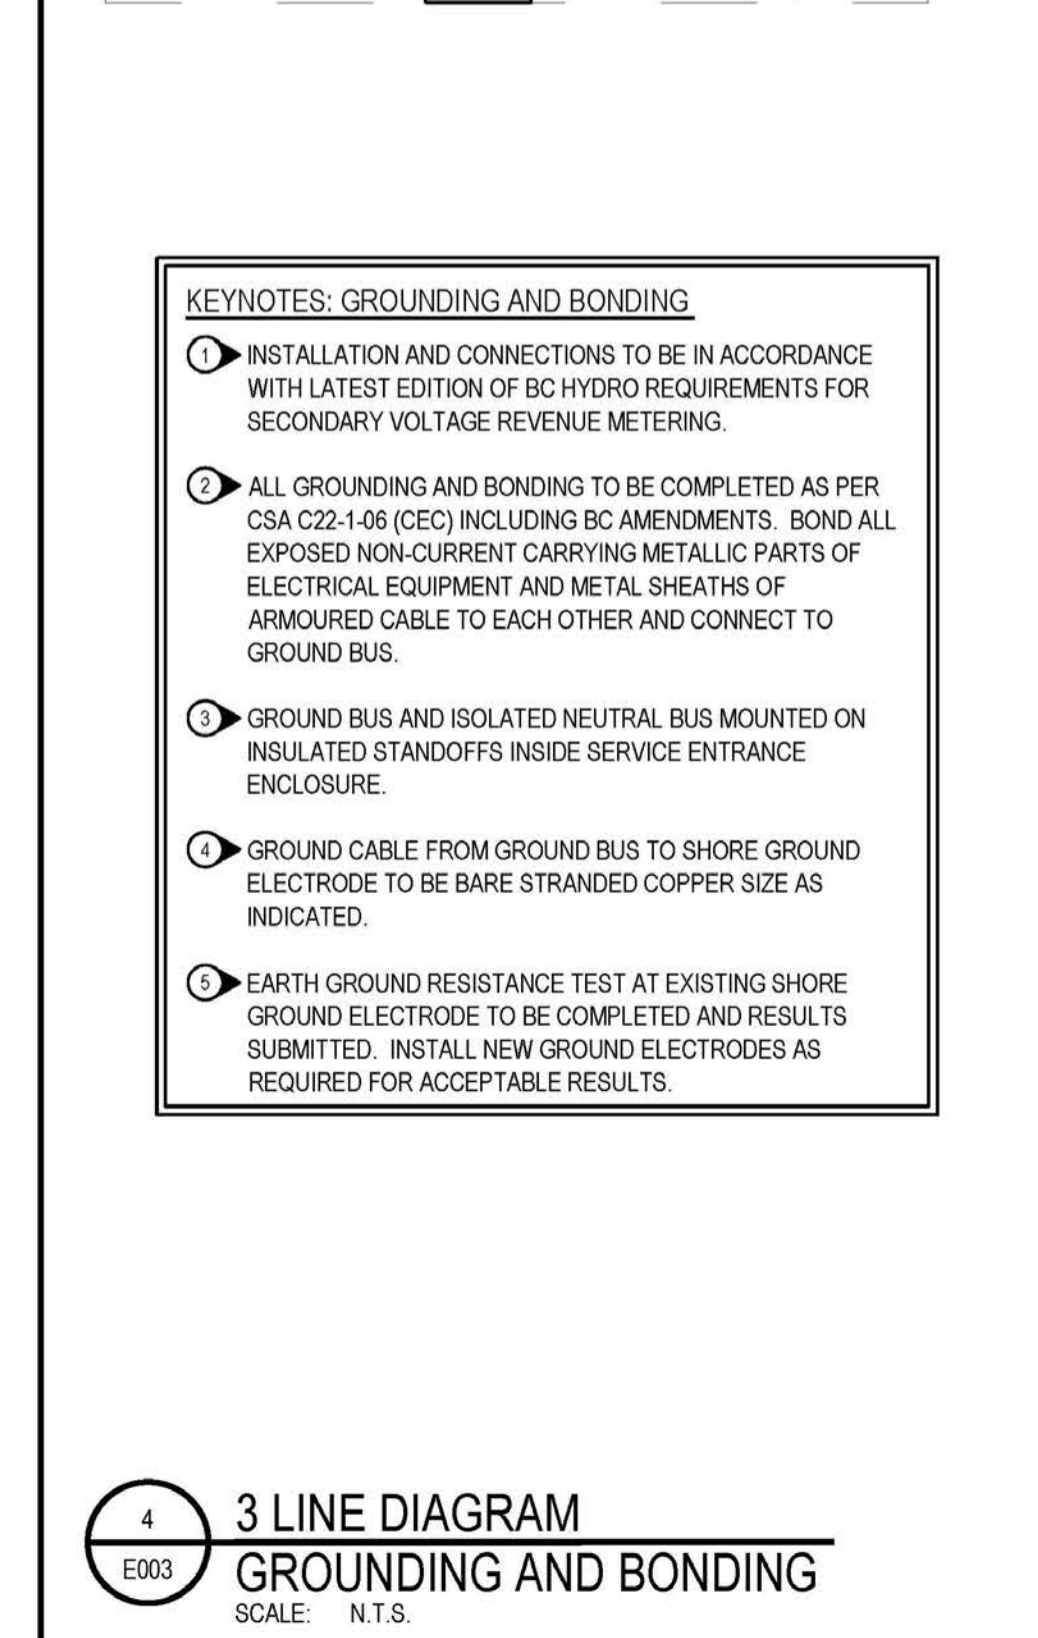 KEYNOTES: GROUNDING AND BONDING
1 INSTALLATION AND CONNECTIONS TO BE IN ACCORDANCE
WITH LATEST EDITION OF BC HYDRO REQUIREMENTS FOR
SECONDARY VOLTAGE REVENUE METERING.
2 ALL GROUNDING AND BONDING TO BE COMPLETED AS PER
CSA C22-1-06 (CEC) INCLUDING BC AMENDMENTS. BOND ALL
EXPOSED NON-CURRENT CARRYING METALLIC PARTS OF
ELECTRICAL EQUIPMENT AND METAL SHEATHS OF
ARMOURED CABLE TO EACH OTHER AND CONNECT TO
GROUND BUS.
3 GROUND BUS AND ISOLATED NEUTRAL BUS MOUNTED ON
INSULATED STANDOFFS INSIDE SERVICE ENTRANCE
ENCLOSURE.
4 GROUND CABLE FROM GROUND BUS TO SHORE GROUND
ELECTRODE TO BE BARE STRANDED COPPER SIZE AS
INDICATED.
5 EARTH GROUND RESISTANCE TEST AT EXISTING SHORE
GROUND ELECTRODE TO BE COMPLETED AND RESULTS
SUBMITTED. INSTALL NEW GROUND ELECTRODES AS
REQUIRED FOR ACCEPTABLE RESULTS.
4 3 LINE DIAGRAM
E003 GROUNDING AND BONDING
SCALE: N.T.S.